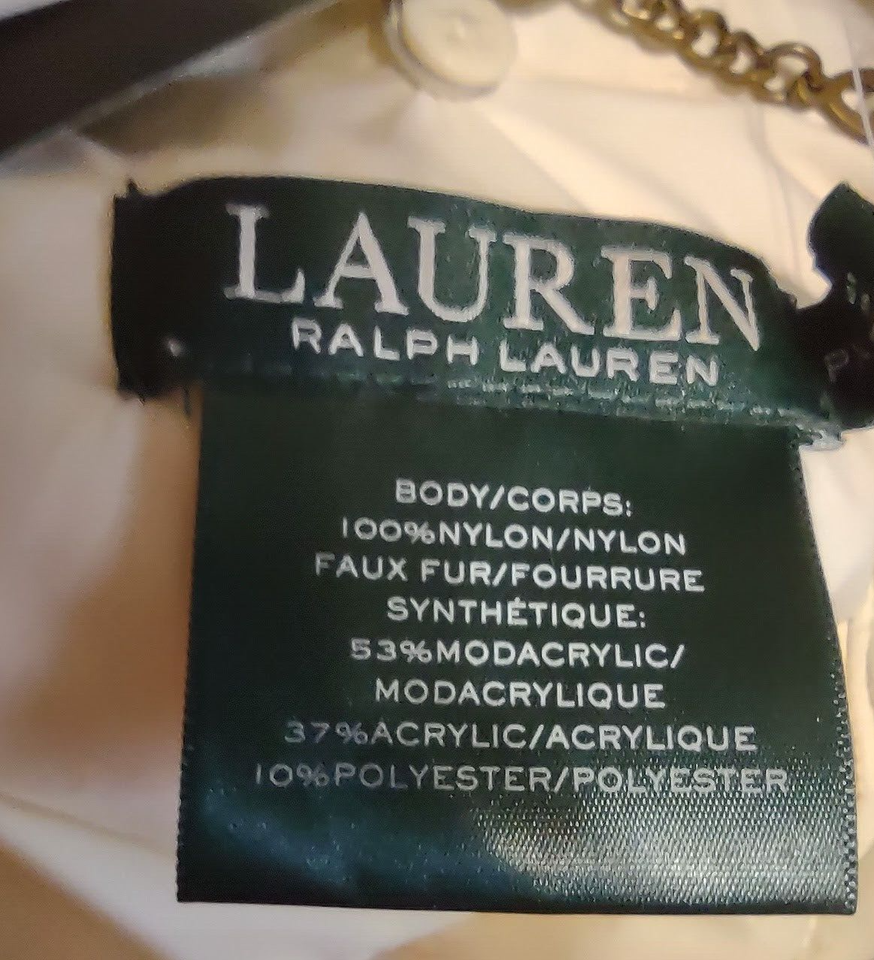 LAUREN
RALPH LAUREN
BODY/CORPS:
100%NYLON/NYLON
FAUX FUR/FOURRURE
SYNTHÉTIQUE:
53%MODACRYLIC/
MODACRYLIQUE
37%ACRYLIC/ACRYLIQUE
10%POLYESTER/POLYESTER